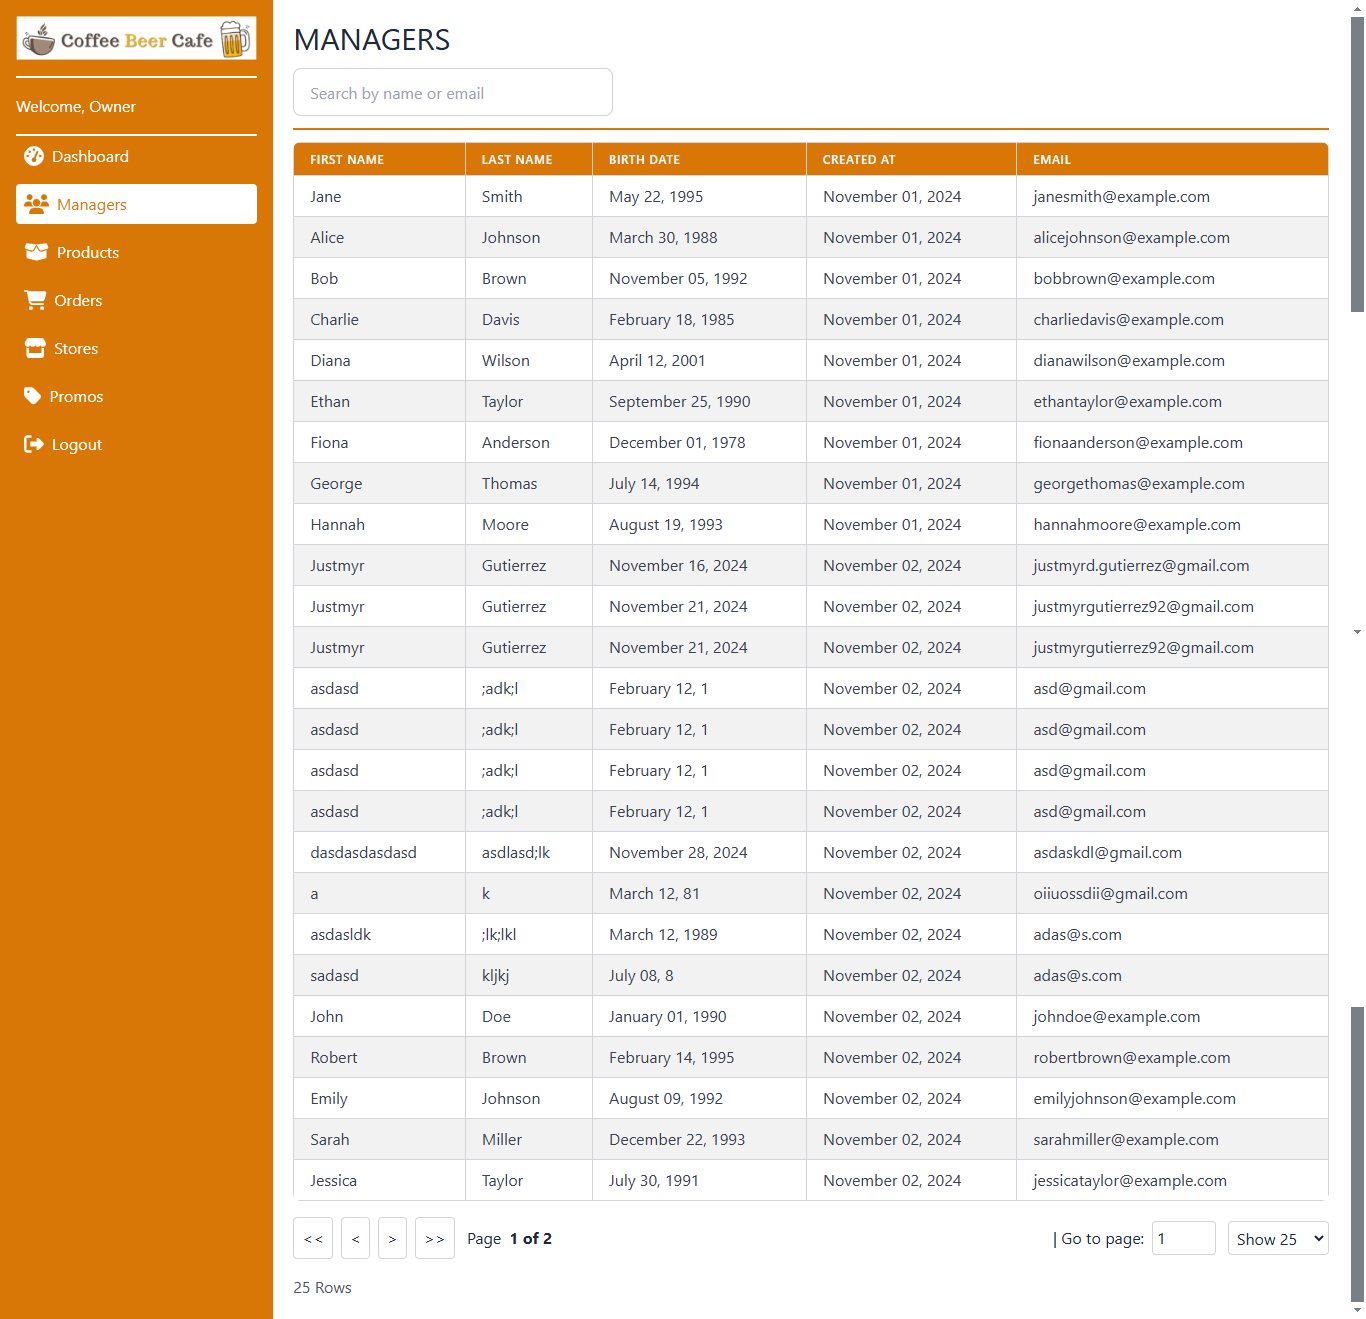 Coffee Beer Cafe
Welcome, Owner
Dashboard
Managers
Products
Orders
Stores
Promos
Logout
MANAGERS
Search by name or email
FIRST NAME LAST NAME BIRTH DATE CREATED AT EMAIL
Jane Smith May 22, 1995 November 01, 2024 janesmith@example.com
Alice Johnson March 30, 1988 November 01, 2024 alicejohnson@example.com
Bob Brown November 05, 1992 November 01, 2024 bobbrown@example.com
Charlie Davis February 18, 1985 November 01, 2024 charliedavis@example.com
Diana Wilson April 12, 2001 November 01, 2024 dianawilson@example.com
Ethan Taylor September 25, 1990 November 01, 2024 ethantaylor@example.com
Fiona Anderson December 01, 1978 November 01, 2024 fionaanderson@example.com
George Thomas July 14, 1994 November 01, 2024 georgethomas@example.com
Hannah Moore August 19, 1993 November 01, 2024 hannahmoore@example.com
Justmyr Gutierrez November 16, 2024 November 02, 2024 justmyrd.gutierrez@gmail.com
Justmyr Gutierrez November 21, 2024 November 02, 2024 justmyrgutierrez92@gmail.com
Justmyr Gutierrez November 21, 2024 November 02, 2024 justmyrgutierrez92@gmail.com
asdasd ;adk;l February 12, 1 November 02, 2024 asd@gmail.com
asdasd ;adk;l February 12, 1 November 02, 2024 asd@gmail.com
asdasd ;adk;l February 12, 1 November 02, 2024 asd@gmail.com
asdasd ;adk;l February 12, 1 November 02, 2024 asd@gmail.com
dasdasdasdasd asdlasd;lk November 28, 2024 November 02, 2024 asdaskdl@gmail.com
a k March 12, 81 November 02, 2024 oiiuossdii@gmail.com
asdasldk ;lk;lkl March 12, 1989 November 02, 2024 adas@s.com
sadasd kljkj July 08, 8 November 02, 2024 adas@s.com
John Doe January 01, 1990 November 02, 2024 johndoe@example.com
Robert Brown February 14, 1995 November 02, 2024 robertbrown@example.com
Emily Johnson August 09, 1992 November 02, 2024 emilyjohnson@example.com
Sarah Miller December 22, 1993 November 02, 2024 sarahmiller@example.com
Jessica Taylor July 30, 1991 November 02, 2024 jessicataylor@example.com
<< < > >> Page 1 of 2 | Go to page: 1 Show 25
25 Rows